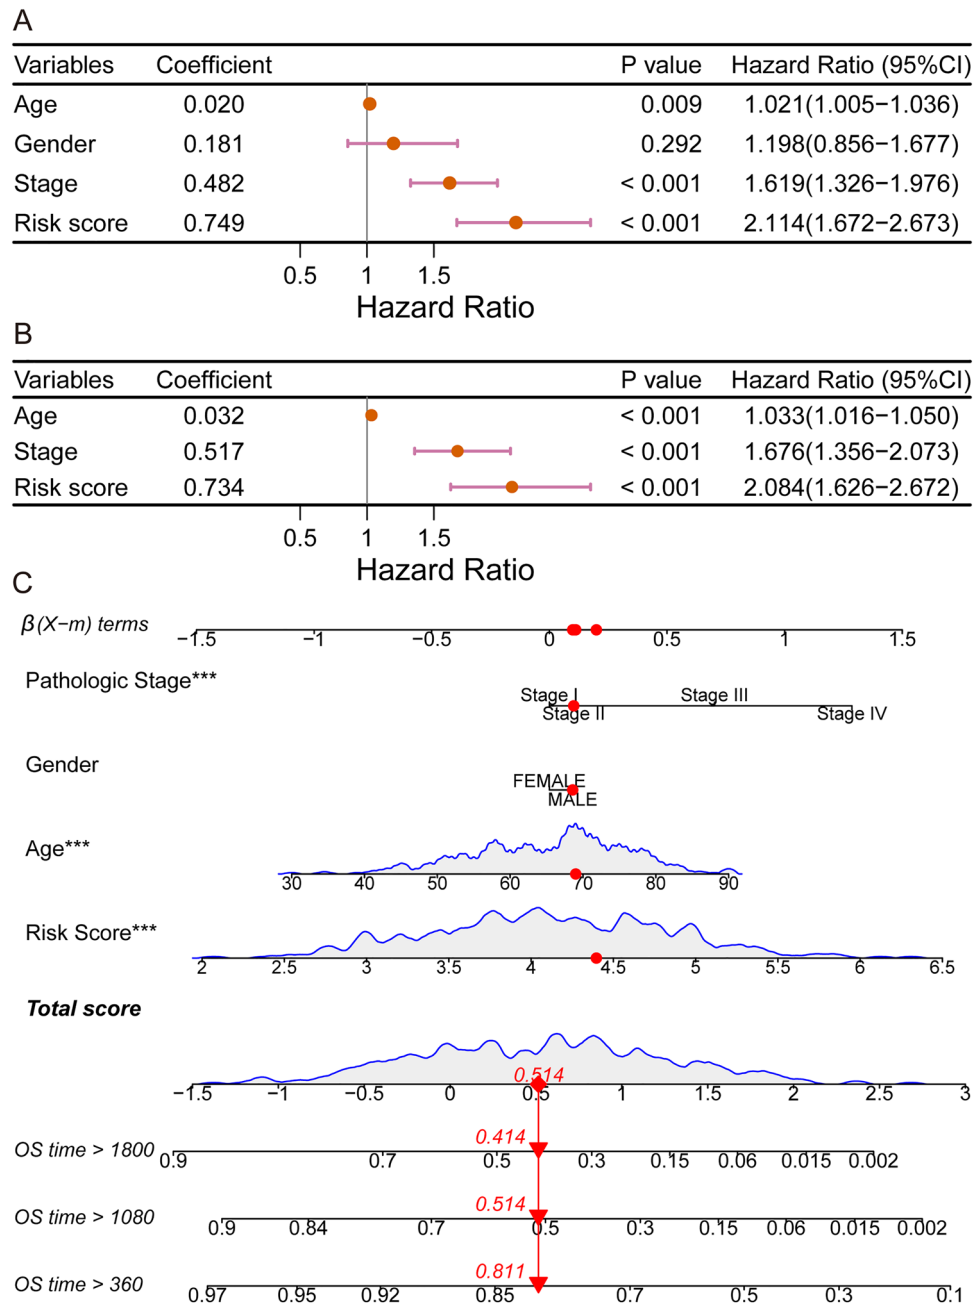 A
Variables Coefficient P value Hazard Ratio (95%CI)
Age 0.020 0.009 1.021(1.005−1.036)
Gender 0.181 0.292 1.198(0.856−1.677)
Stage 0.482 < 0.001 1.619(1.326−1.976)
Risk score 0.749 < 0.001 2.114(1.672−2.673)
0.5 1 1.5
Hazard Ratio
B
Variables Coefficient P value Hazard Ratio (95%CI)
Age 0.032 < 0.001 1.033(1.016−1.050)
Stage 0.517 < 0.001 1.676(1.356−2.073)
Risk score 0.734 < 0.001 2.084(1.626−2.672)
0.5 1 1.5
Hazard Ratio
C
β(X−m) terms
−1.5 −1 −0.5 0 0.5 1 1.5
Pathologic Stage***
Stage I Stage III
Stage II Stage IV
Gender
FEMALE
MALE
Age***
30 40 50 60 70 80 90
Risk Score***
2 2.5 3 3.5 4 4.5 5 5.5 6 6.5
Total score
0.514
−1.5 −1 −0.5 0 0.5 1 1.5 2 2.5 3
0.414
OS time > 1800
0.9 0.7 0.5 0.3 0.15 0.06 0.015 0.002
0.514
OS time > 1080
0.9 0.84 0.7 0.5 0.3 0.15 0.06 0.015 0.002
0.811
OS time > 360
0.97 0.95 0.92 0.85 0.7 0.5 0.3 0.1